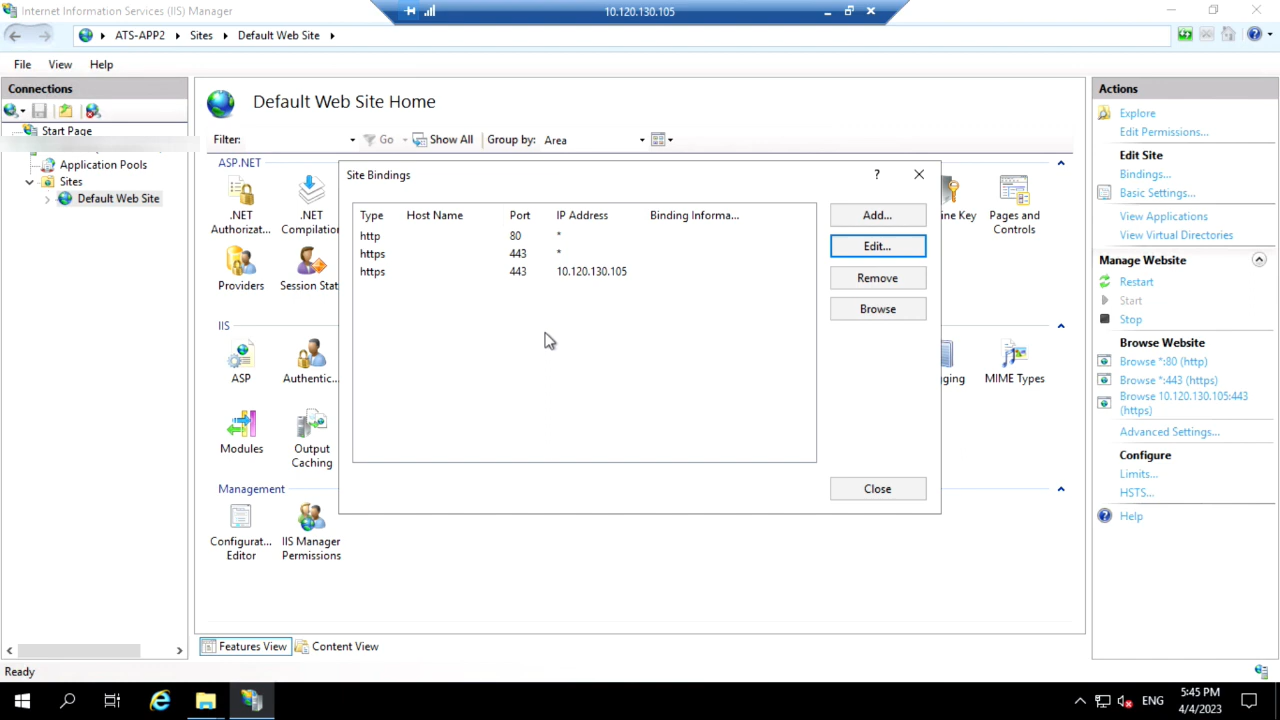 Internet Information Services (IIS) Manager
10.120.130.105
ATS-APP2 Sites Default Web Site
File View Help
Connections
Start Page
Application Pools
Sites
Default Web Site
Default Web Site Home
Filter: Go Show All Group by: Area
ASP.NET
.NET Authorizat...
.NET Compilation
Pages and Controls
Providers
Session Stat
IIS
ASP
Authentic...
MIME Types
Modules
Output Caching
Management
Configurat... Editor
IIS Manager Permissions
Site Bindings
?
Type Host Name Port IP Address Binding Informa...
http 80 *
https 443 *
https 443 10.120.130.105
Add...
Edit...
Remove
Browse
Close
Features View Content View
Actions
Explore
Edit Permissions...
Edit Site
Bindings...
Basic Settings...
View Applications
View Virtual Directories
Manage Website
Restart
Start
Stop
Browse Website
Browse *:80 (http)
Browse *:443 (https)
Browse 10.120.130.105:443
(https)
Advanced Settings...
Configure
Limits...
HSTS...
Help
Ready
ENG
5:45 PM
4/4/2023